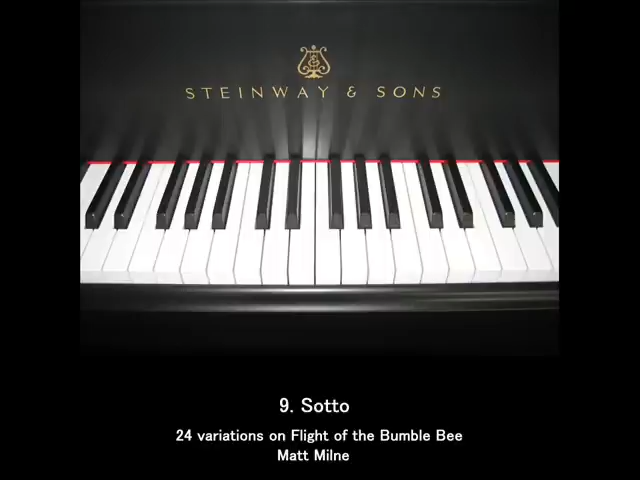 STEINWAY & SONS
9. Sotto
24 variations on Flight of the Bumble Bee
Matt Milne